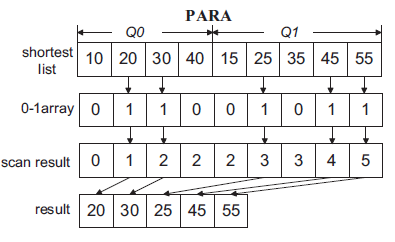 PARA
Q0 Q1
shortest list 10 20 30 40 15 25 35 45 55
0-1array 0 1 1 0 0 1 0 1 1
scan result 0 1 2 2 2 3 3 4 5
result 20 30 25 45 55